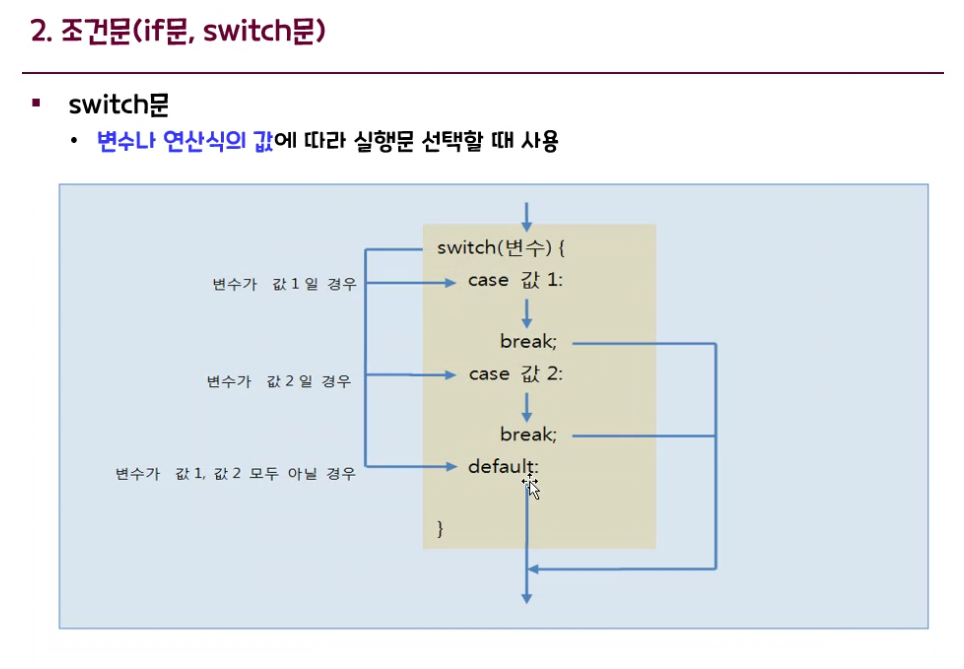 2. 조건문(if문, switch문)
switch문
변수나 연산식의 값에 따라 실행문 선택할 때 사용
switch(변수) {
변수가 값 1 일 경우
case 값 1:
break;
변수가 값 2 일 경우
case 값 2:
break;
변수가 값 1, 값 2 모두 아닐 경우
default:
}